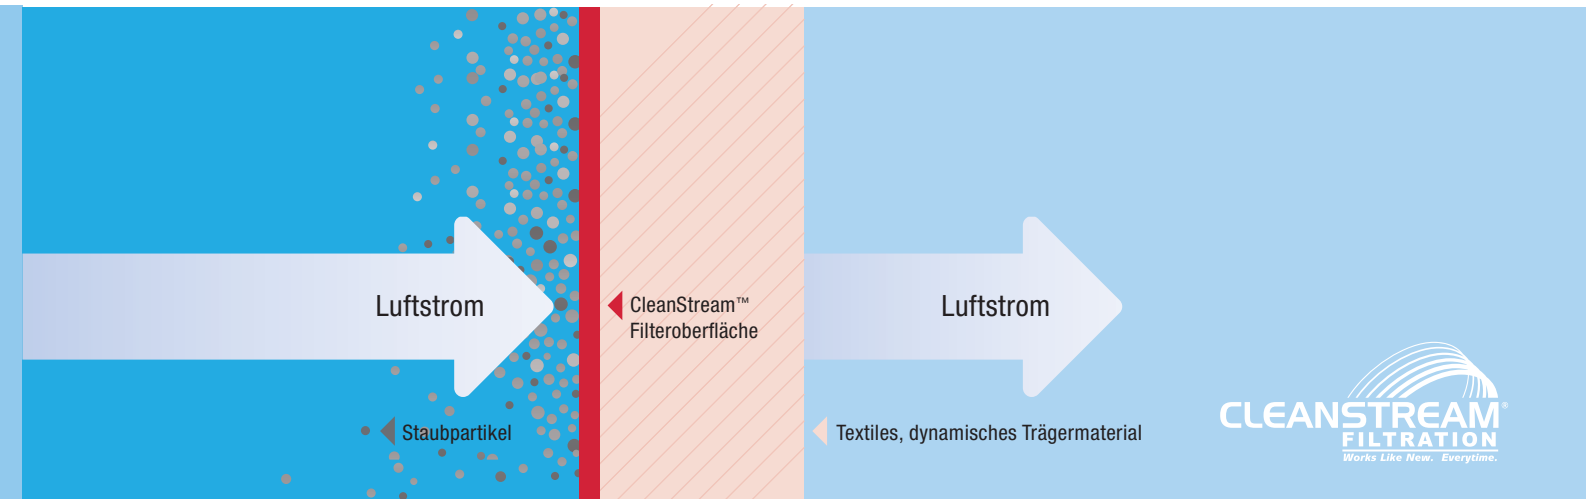 Luftstrom
CleanStream™
Filteroberfläche
Luftstrom
Staubpartikel
Textiles, dynamisches Trägermaterial
CLEANSTREAM®
FILTRATION
Works Like New. Everytime.